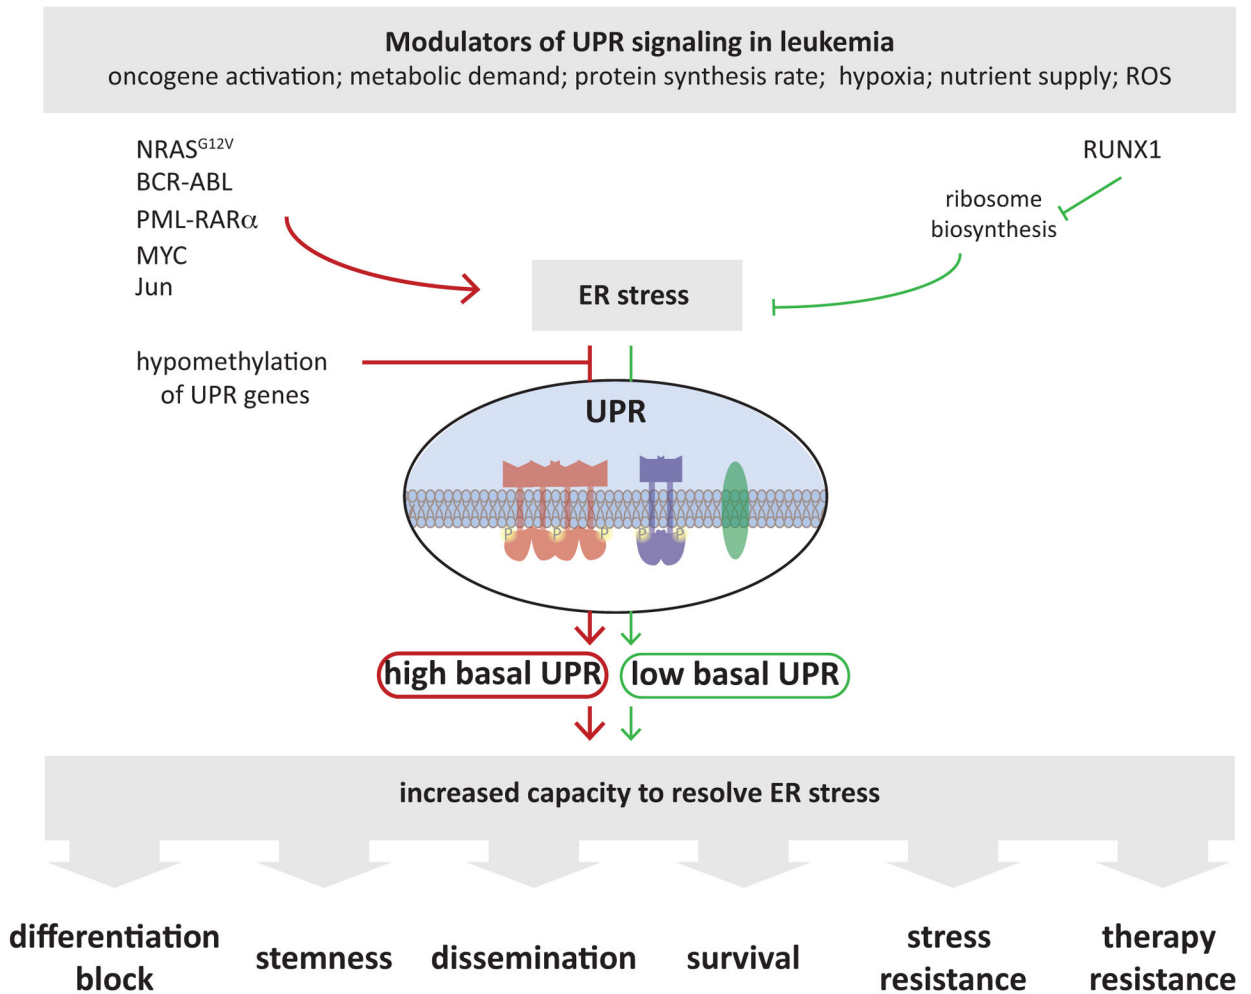 Modulators of UPR signaling in leukemia
oncogene activation; metabolic demand; protein synthesis rate; hypoxia; nutrient supply; ROS
NRASG12V
BCR-ABL
PML-RARα
MYC
Jun
RUNX1
ribosome
biosynthesis
ER stress
hypomethylation
of UPR genes
UPR
P P P P P
high basal UPR
low basal UPR
increased capacity to resolve ER stress
differentiation
block
stemness
dissemination
survival
stress
resistance
therapy
resistance